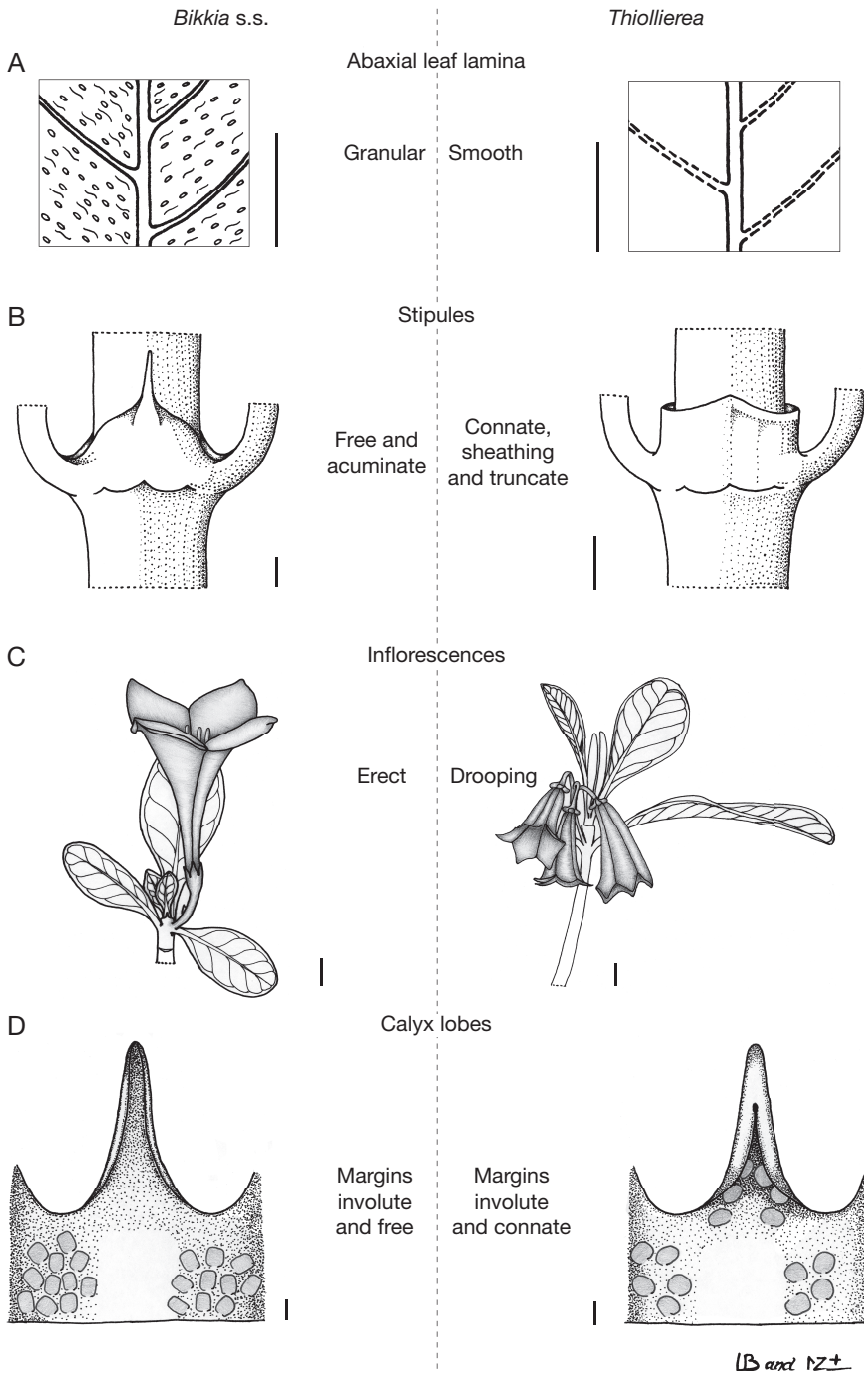 Bikkia s.s.
Thiollierea
A
Abaxial leaf lamina
Granular
Smooth
B
Stipules
Free and
acuminate
Connate,
sheathing
and truncate
C
Inflorescences
Erect
Drooping
D
Calyx lobes
Margins
involute
and free
Margins
involute
and connate
LB and